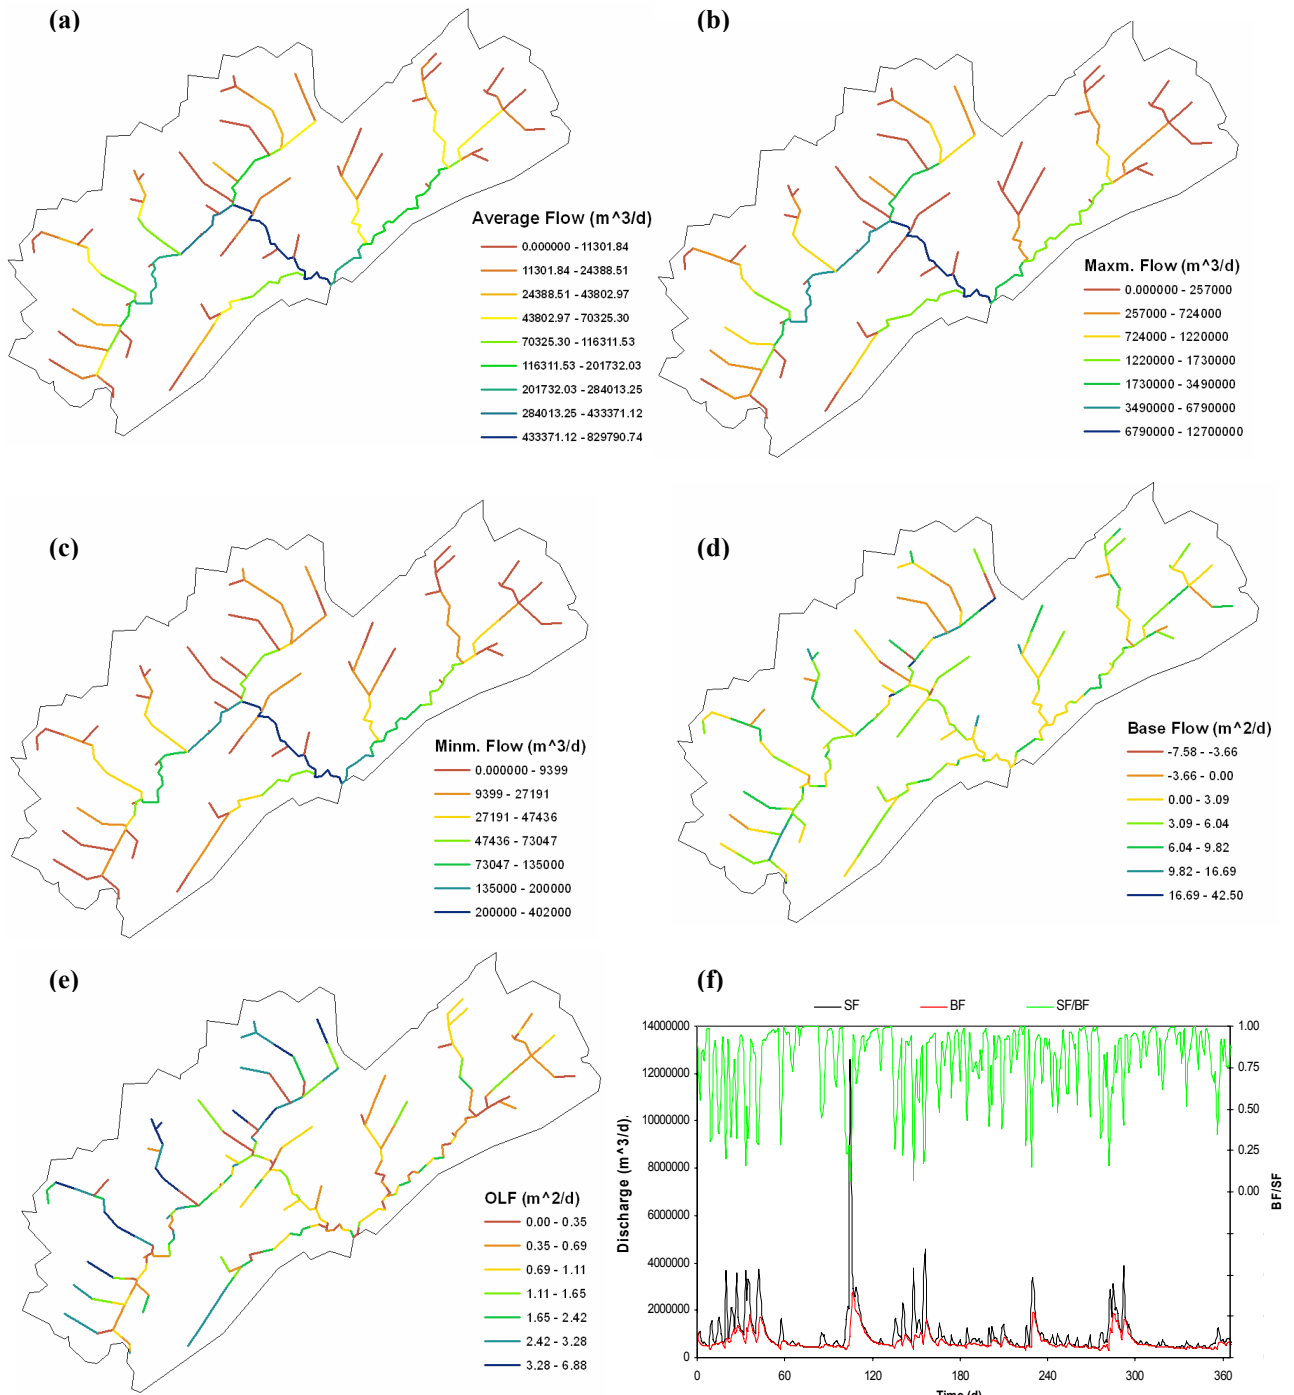 (a)
(b)
Average Flow (m^3/d)
0.000000 - 11301.84
11301.84 - 24388.51
24388.51 - 43802.97
43802.97 - 70325.30
70325.30 - 116311.53
116311.53 - 201732.03
201732.03 - 284013.25
284013.25 - 433371.12
433371.12 - 829790.74
Maxm. Flow (m^3/d)
0.000000 - 257000
257000 - 724000
724000 - 1220000
1220000 - 1730000
1730000 - 3490000
3490000 - 6790000
6790000 - 12700000
(c)
(d)
Minm. Flow (m^3/d)
0.000000 - 9399
9399 - 27191
27191 - 47436
47436 - 73047
73047 - 135000
135000 - 200000
200000 - 402000
Base Flow (m^2/d)
-7.58 - -3.66
-3.66 - 0.00
0.00 - 3.09
3.09 - 6.04
6.04 - 9.82
9.82 - 16.69
16.69 - 42.50
(e)
(f)
OLF (m^2/d)
0.00 - 0.35
0.35 - 0.69
0.69 - 1.11
1.11 - 1.65
1.65 - 2.42
2.42 - 3.28
3.28 - 6.88
SF BF SF/BF
14000000
12000000
10000000
8000000
6000000
4000000
2000000
0
Discharge (m^3/d).
1.00
0.75
0.50
0.25
0.00
BF/SF
0 60 120 180 240 300 360
Time (d)